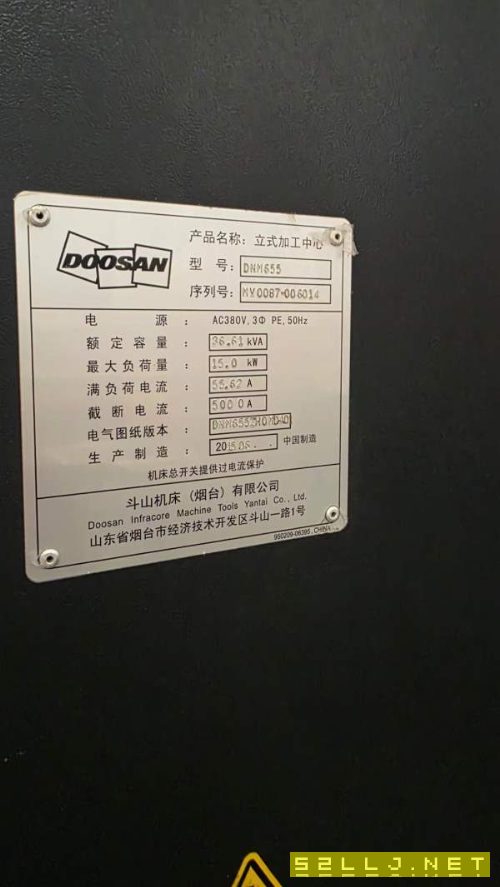 DOOSAN
产品名称: 立式加工中心
型 号: DNM655
序列号: MY0087-006014
电 源 : AC380V, 3Φ PE, 50Hz
额定容量 : 36.61 kVA
最大负荷量 : 15.0 kW
满负荷电流 : 55.62 A
截断电流 : 5000 A
电气图纸版本 :
生产制造 : 2015.06. . 中国制造
机床总开关提供过电流保护
斗山机床 (烟台) 有限公司
Doosan Infracore Machine Tools Yantai Co., Ltd.
山东省烟台市经济技术开发区斗山一路1号
950209-06395, CHINA
52LLJ.NET